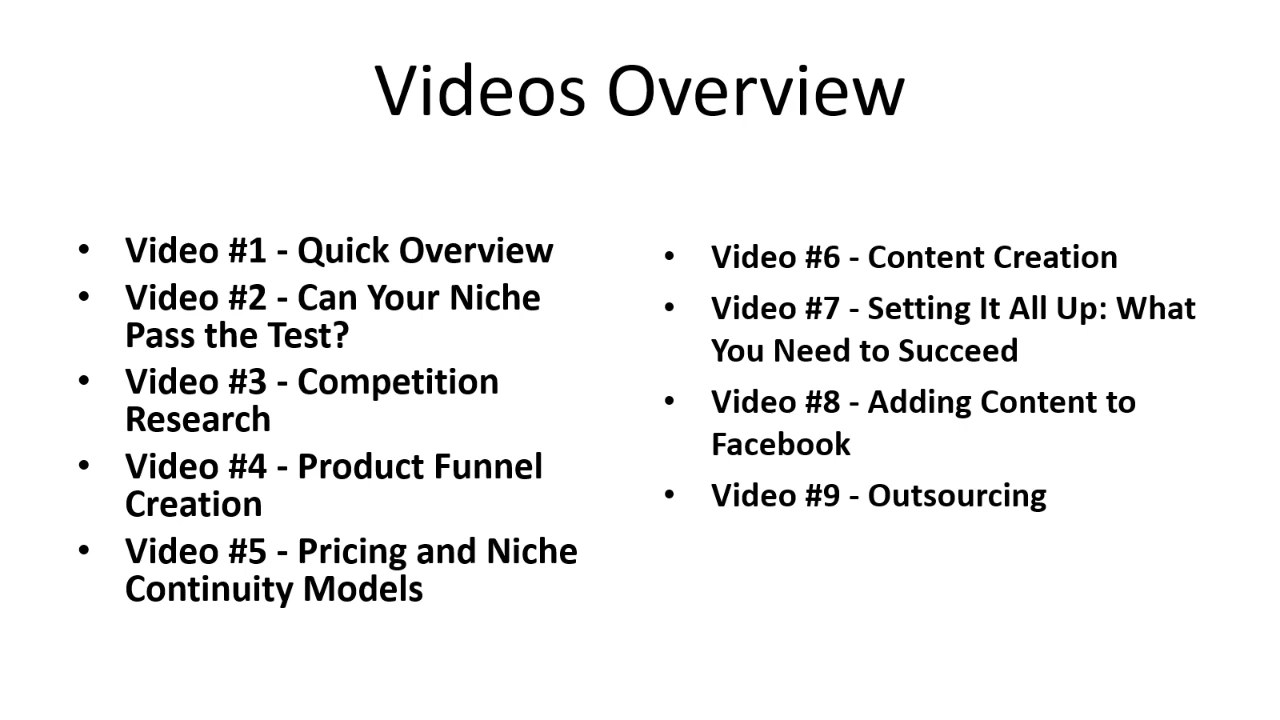 Videos Overview
• Video #1 - Quick Overview
• Video #2 - Can Your Niche
Pass the Test?
• Video #3 - Competition
Research
• Video #4 - Product Funnel
Creation
• Video #5 - Pricing and Niche
Continuity Models
• Video #6 - Content Creation
• Video #7 - Setting It All Up: What
You Need to Succeed
• Video #8 - Adding Content to
Facebook
• Video #9 - Outsourcing